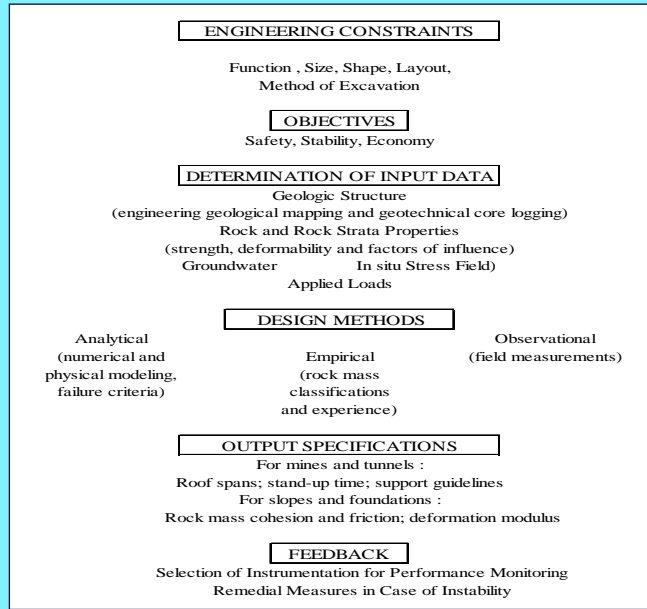 ENGINEERING CONSTRAINTS
Function , Size, Shape, Layout,
Method of Excavation
OBJECTIVES
Safety, Stability, Economy
DETERMINATION OF INPUT DATA
Geologic Structure
(engineering geological mapping and geotechnical core logging)
Rock and Rock Strata Properties
(strength, deformability and factors of influence)
Groundwater In situ Stress Field)
Applied Loads
DESIGN METHODS
Analytical
(numerical and
physical modeling,
failure criteria)
Empirical
(rock mass
classifications
and experience)
Observational
(field measurements)
OUTPUT SPECIFICATIONS
For mines and tunnels :
Roof spans; stand-up time; support guidelines
For slopes and foundations :
Rock mass cohesion and friction; deformation modulus
FEEDBACK
Selection of Instrumentation for Performance Monitoring
Remedial Measures in Case of Instability